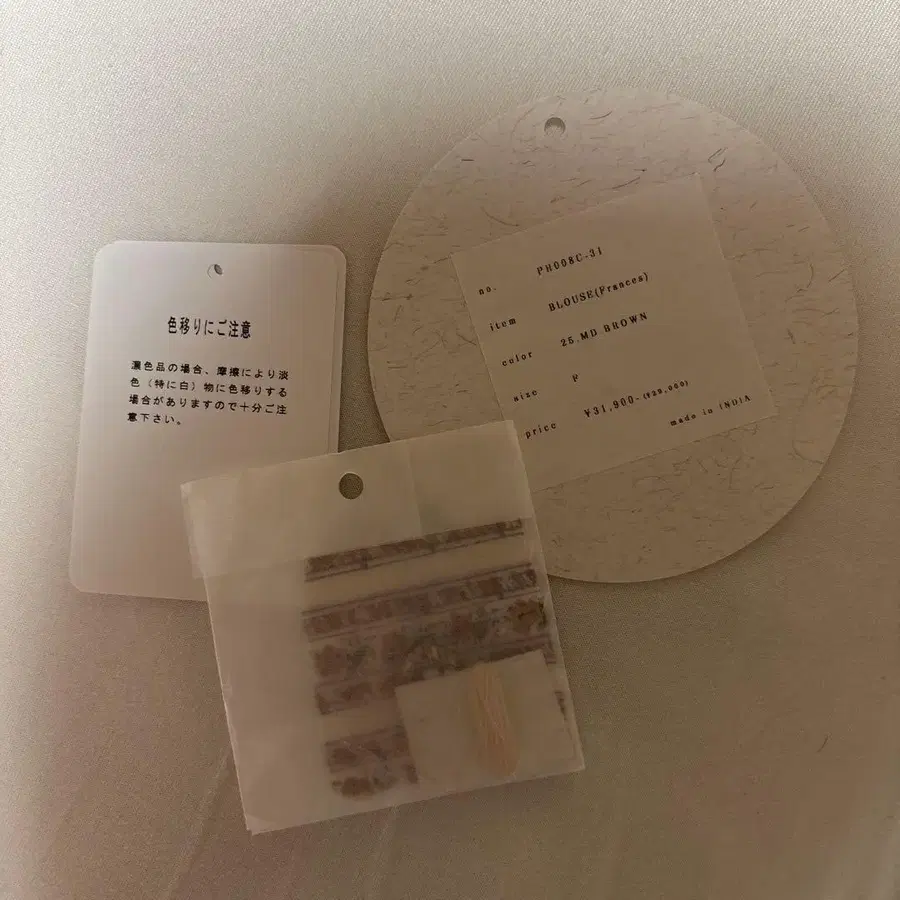 色移りにご注意
濃色品の場合、摩擦により淡
色（特に白）物に色移りする
場合がありますので十分ご注
意下さい。
no. PH008C-31
item BLOUSE(Frances)
color 25.MD BROWN
size F
price ¥31,900-(¥29,000)
made in INDIA